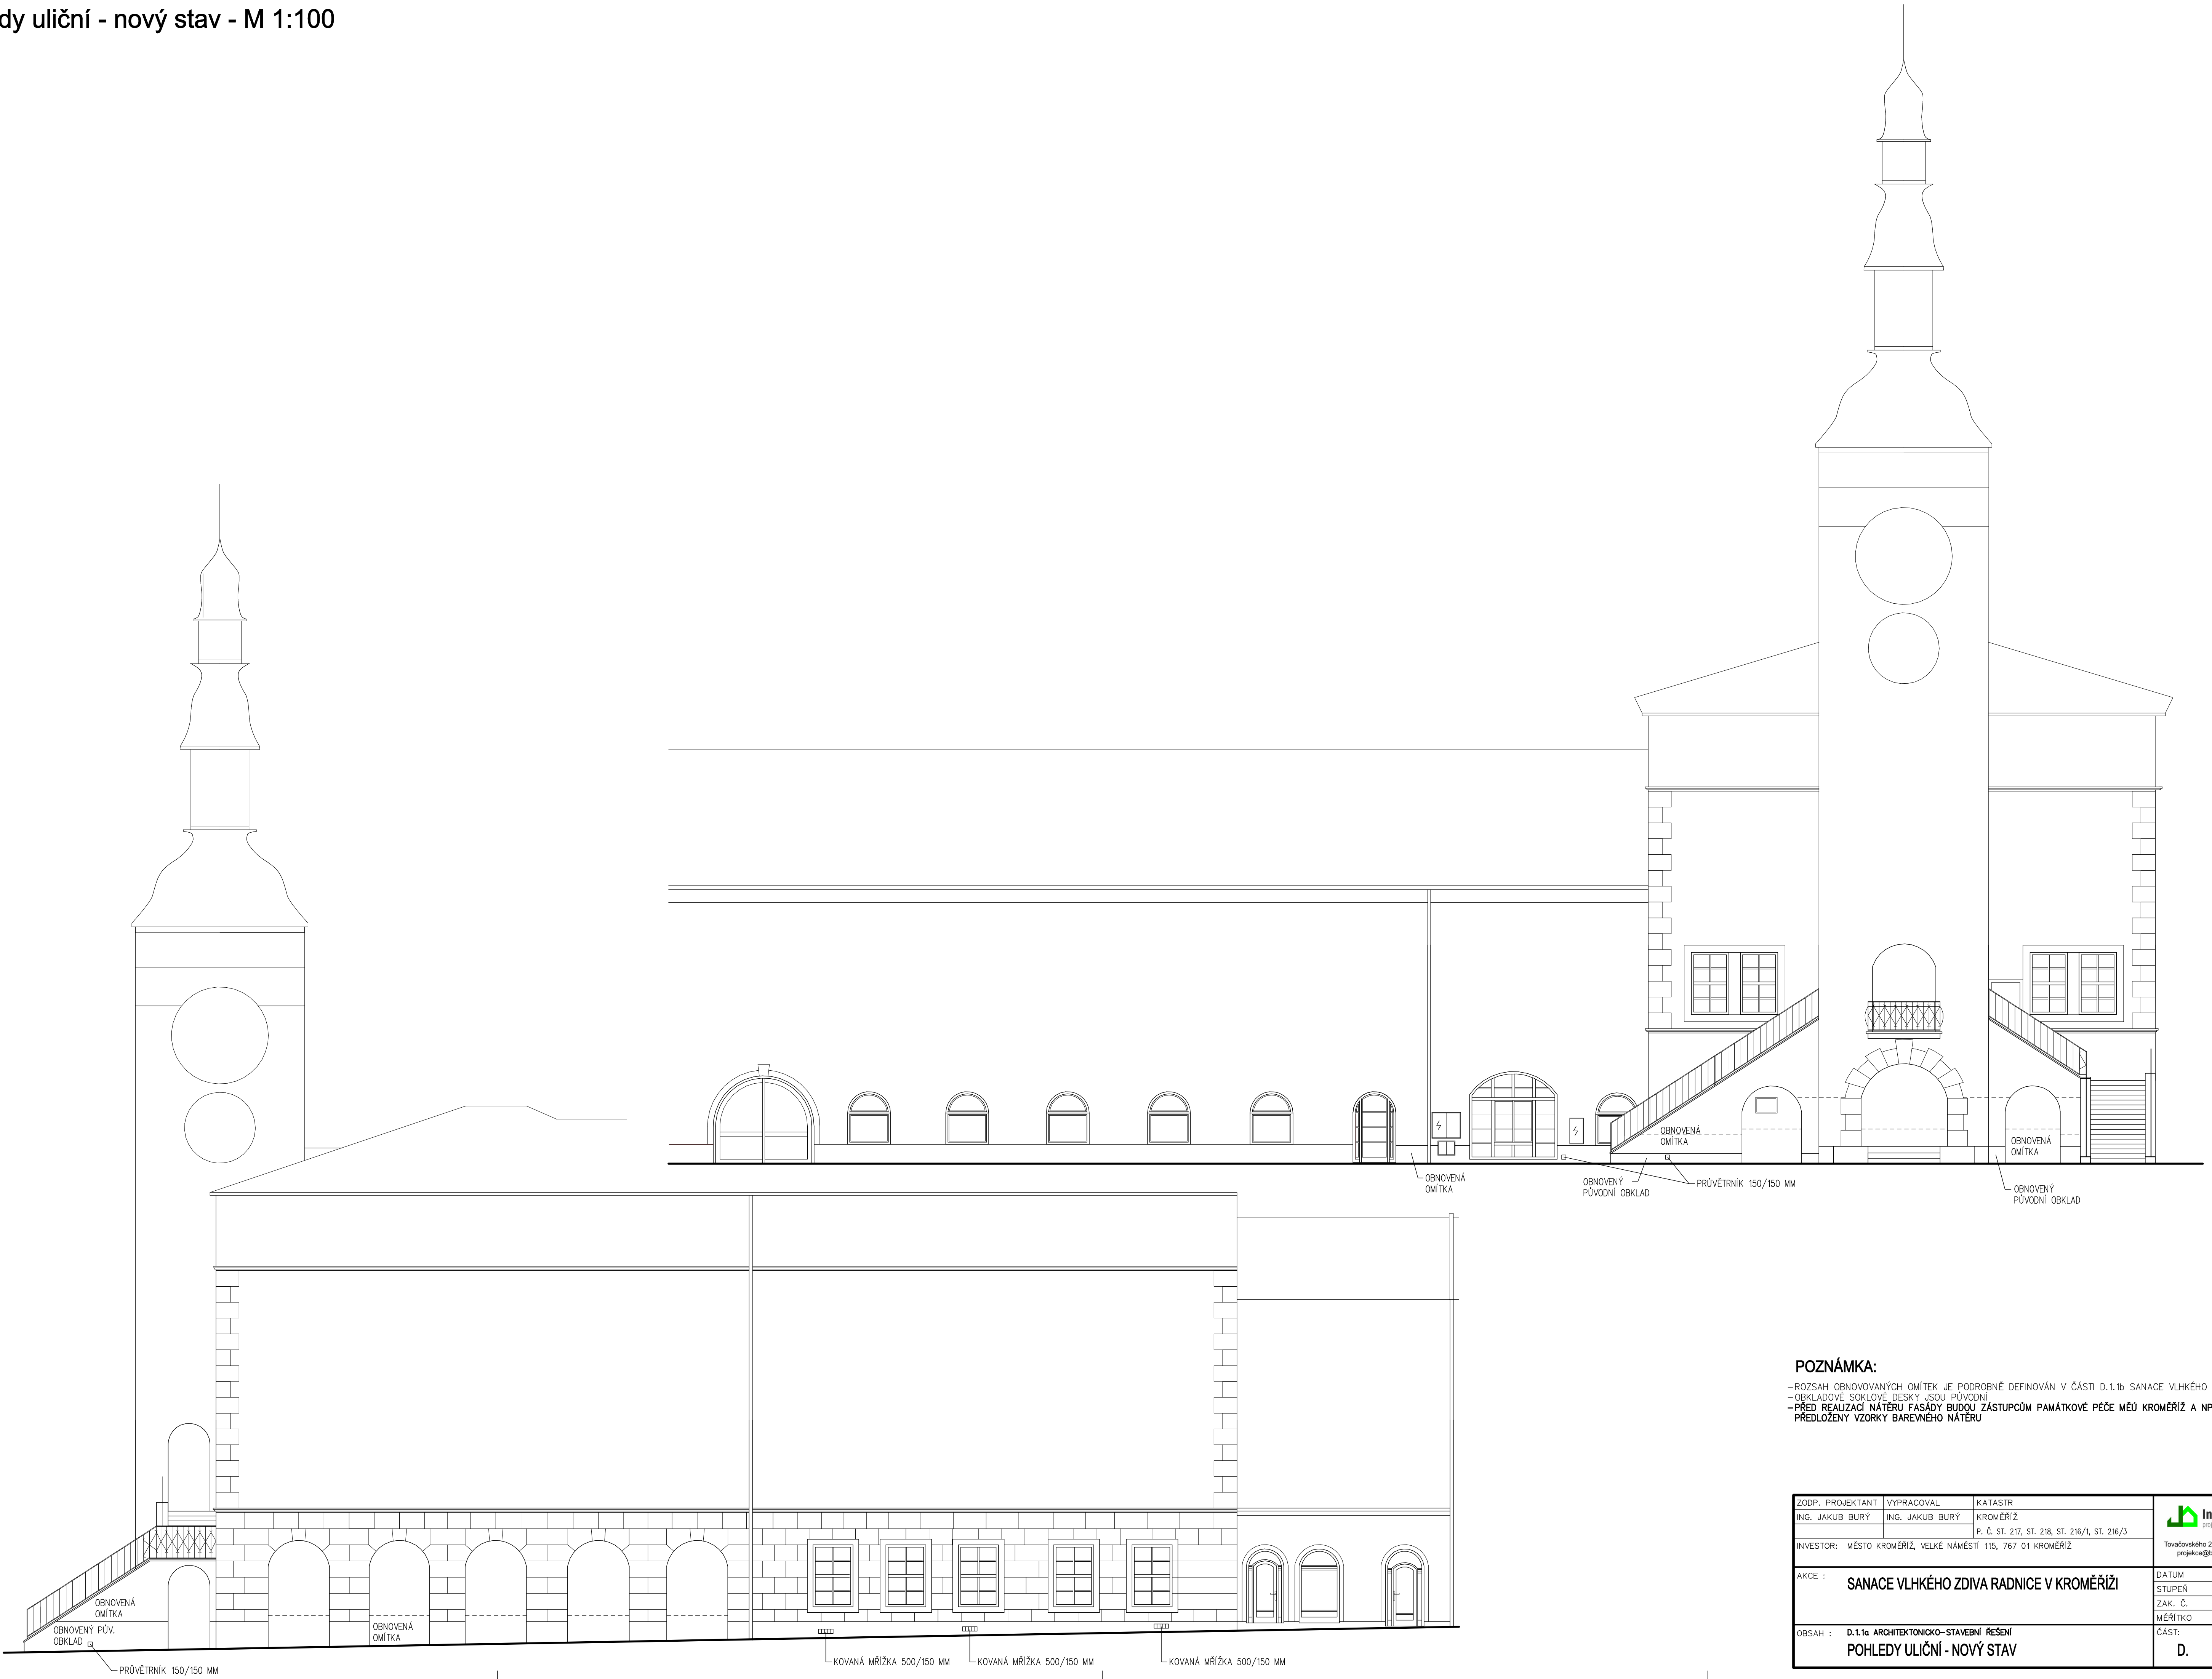 dy uliční - nový stav - M 1:100
OBNOVENÁ
OMÍTKA
OBNOVENÁ
OMÍTKA
OBNOVENÁ
OMÍTKA
OBNOVENÝ
PŮVODNÍ OBKLAD
PRŮVĚTRNÍK 150/150 MM
OBNOVENÝ
PŮVODNÍ OBKLAD
OBNOVENÁ
OMÍTKA
OBNOVENÝ PŮV.
OBKLAD
OBNOVENÁ
OMÍTKA
PRŮVĚTRNÍK 150/150 MM
KOVANÁ MŘÍŽKA 500/150 MM
KOVANÁ MŘÍŽKA 500/150 MM
KOVANÁ MŘÍŽKA 500/150 MM
POZNÁMKA:
-ROZSAH OBNOVOVANÝCH OMÍTEK JE PODROBNĚ DEFINOVÁN V ČÁSTI D.1.1b SANACE VLHKÉHO
-OBKLADOVÉ SOKLOVÉ DESKY JSOU PŮVODNÍ
-PŘED REALIZACÍ NÁTĚRU FASÁDY BUDOU ZÁSTUPCŮM PAMÁTKOVÉ PÉČE MĚÚ KROMĚŘÍŽ A NP
PŘEDLOŽENY VZORKY BAREVNÉHO NÁTĚRU
ZODP. PROJEKTANT VYPRACOVAL KATASTR
ING. JAKUB BURÝ ING. JAKUB BURÝ KROMĚŘÍŽ
P. Č. ST. 217, ST. 218, ST. 216/1, ST. 216/3
INVESTOR: MĚSTO KROMĚŘÍŽ, VELKÉ NÁMĚSTÍ 115, 767 01 KROMĚŘÍŽ
In
proj
Tovačovského 2
projekce@b
AKCE :
SANACE VLHKÉHO ZDIVA RADNICE V KROMĚŘÍŽI
DATUM
STUPEŇ
ZAK. Č.
MĚŘÍTKO
OBSAH : D.1.1a ARCHITEKTONICKO-STAVEBNÍ ŘEŠENÍ
POHLEDY ULIČNÍ - NOVÝ STAV
ČÁST:
D.